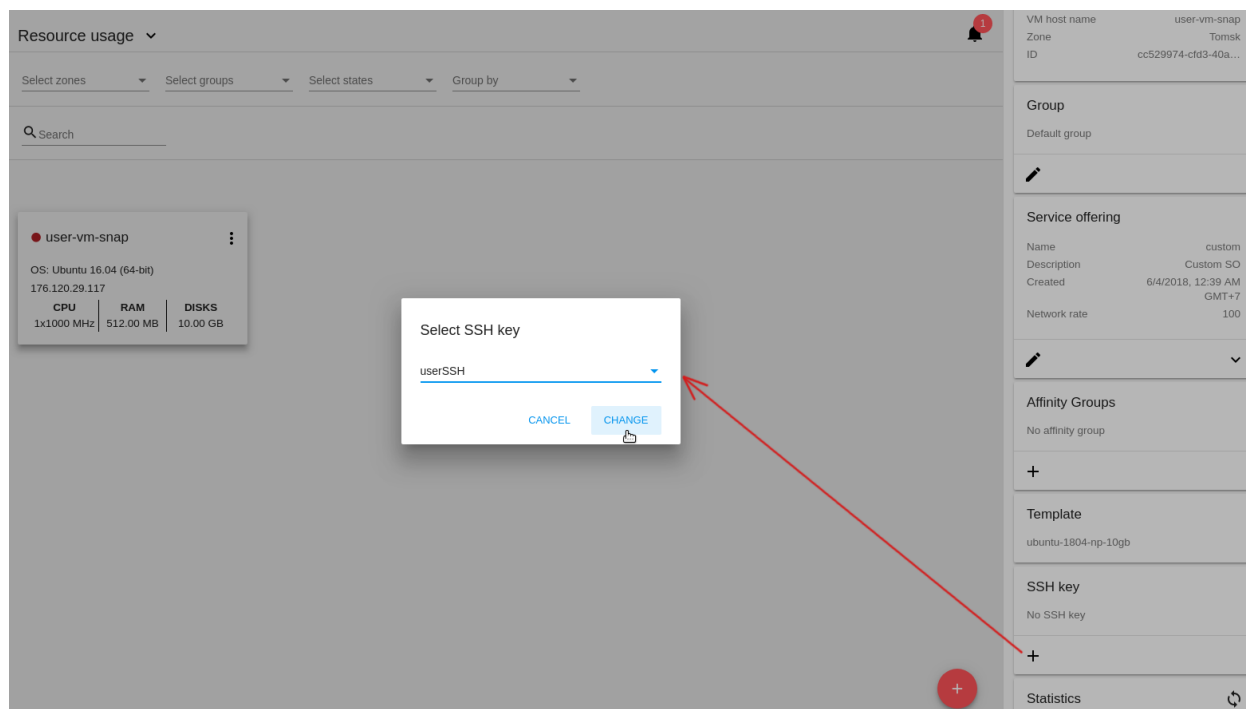 Resource usage
1
Select zones
Select groups
Select states
Group by
Search
user-vm-snap
OS: Ubuntu 16.04 (64-bit)
176.120.29.117
CPU RAM DISKS
1x1000 MHz 512.00 MB 10.00 GB
Select SSH key
userSSH
CANCEL CHANGE
+
VM host name user-vm-snap
Zone Tomsk
ID cc529974-cfd3-40a…
Group
Default group
Service offering
Name custom
Description Custom SO
Created 6/4/2018, 12:39 AM
GMT+7
Network rate 100
Affinity Groups
No affinity group
+
Template
ubuntu-1804-np-10gb
SSH key
No SSH key
+
Statistics